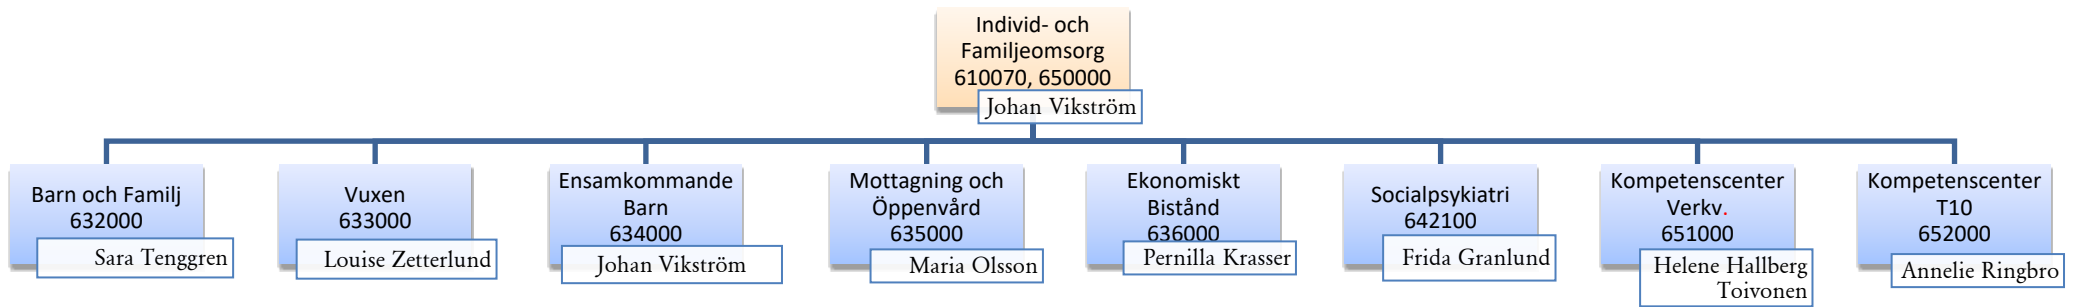 Individ- och
Familjeomsorg
610070, 650000
Johan Vikström
Barn och Familj
632000
Sara Tenggren
Vuxen
633000
Louise Zetterlund
Ensamkommande
Barn
634000
Johan Vikström
Mottagning och
Öppenvård
635000
Maria Olsson
Ekonomiskt
Bistånd
636000
Pernilla Krasser
Socialpsykiatri
642100
Frida Granlund
Kompetenscenter
Verkv.
651000
Helene Hallberg
Toivonen
Kompetenscenter
T10
652000
Annelie Ringbro